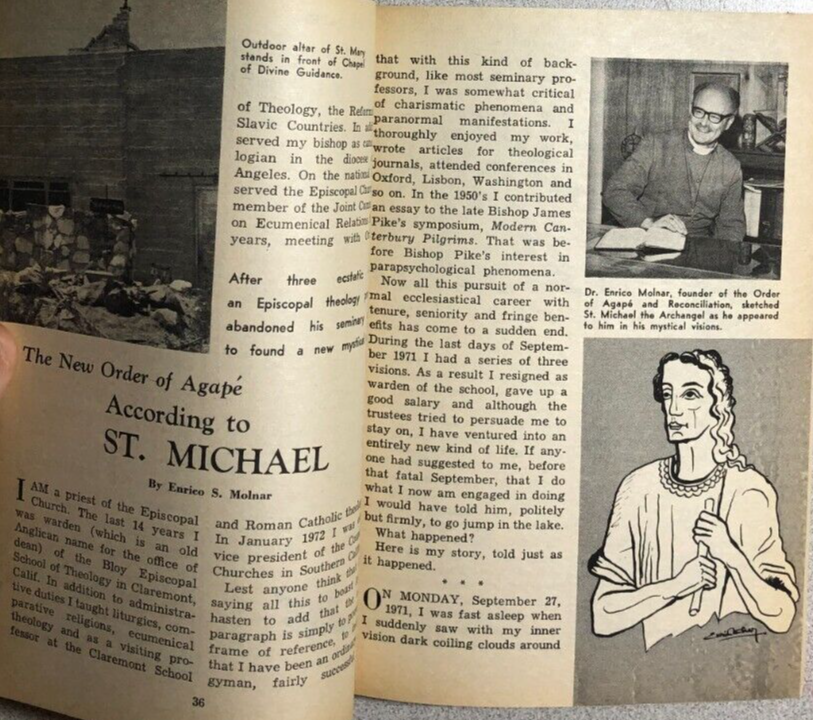 Outdoor altar of St. Mary
stands in front of Chapel
of Divine Guidance.
of Theology, the
Slavic Countries. In
served my bishop as
logian in the diocese
Angeles. On the national
served the Episcopal
member of the Joint
on Ecumenical
years, meeting with
After three ecstatic
an Episcopal theology
abandoned his seminary
to found a new mystical
The New Order of Agapé
According to
ST. MICHAEL
By Enrico S. Molnar
I AM a priest of the Episcopal
Church. The last 14 years I
was warden (which is an old
Anglican name for the office of
dean) of the Bloy Episcopal
School of Theology in Claremont,
Calif. In addition to administra-
tive duties I taught liturgics, com-
parative religions, ecumenical
theology and as a visiting pro-
fessor at the Claremont School
and Roman Catholic
In January 1972 I was
vice president of the
Churches in Southern
Lest anyone think
saying all this to
hasten to add that
paragraph is simply to
frame of reference, to
that I have been an
gyman, fairly
36
that with this kind of back-
ground, like most seminary pro-
fessors, I was somewhat critical
of charismatic phenomena and
paranormal manifestations. I
thoroughly enjoyed my work,
wrote articles for theological
journals, attended conferences in
Oxford, Lisbon, Washington and
so on. In the 1950's I contributed
an essay to the late Bishop James
Pike's symposium, Modern Can-
terbury Pilgrims. That was be-
fore Bishop Pike's interest in
parapsychological phenomena.
Now all this pursuit of a nor-
mal ecclesiastical career with
tenure, seniority and fringe ben-
efits has come to a sudden end.
During the last days of Septem-
ber 1971 I had a series of three
visions. As a result I resigned as
warden of the school, gave up a
good salary and although the
trustees tried to persuade me to
stay on, I have ventured into an
entirely new kind of life. If any-
one had suggested to me, before
that fatal September, that I do
what I now am engaged in doing
I would have told him, politely
but firmly, to go jump in the lake.
What happened?
Here is my story, told just as
it happened.
* * *
ON MONDAY, September 27,
1971, I was fast asleep when
I suddenly saw with my inner
vision dark coiling clouds around
Dr. Enrico Molnar, founder of the Order
of Agapé and Reconciliation, sketched
St. Michael the Archangel as he appeared
to him in his mystical visions.